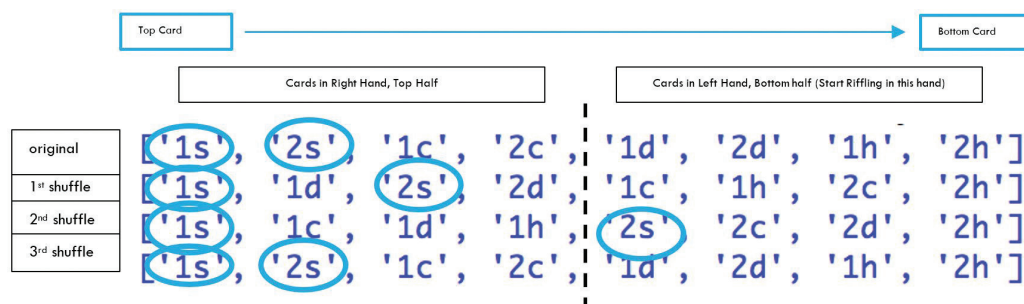 Top Card
Bottom Card
Cards in Right Hand, Top Half
Cards in Left Hand, Bottom half (Start Riffling in this hand)
original ['1s', '2s', '1c', '2c', '1d', '2d', '1h', '2h']
1st shuffle ['1s', '1d', '2s', '2d', '1c', '1h', '2c', '2h']
2nd shuffle ['1s', '1c', '1d', '1h', '2s', '2c', '2d', '2h']
3rd shuffle ['1s', '2s', '1c', '2c', '1d', '2d', '1h', '2h']